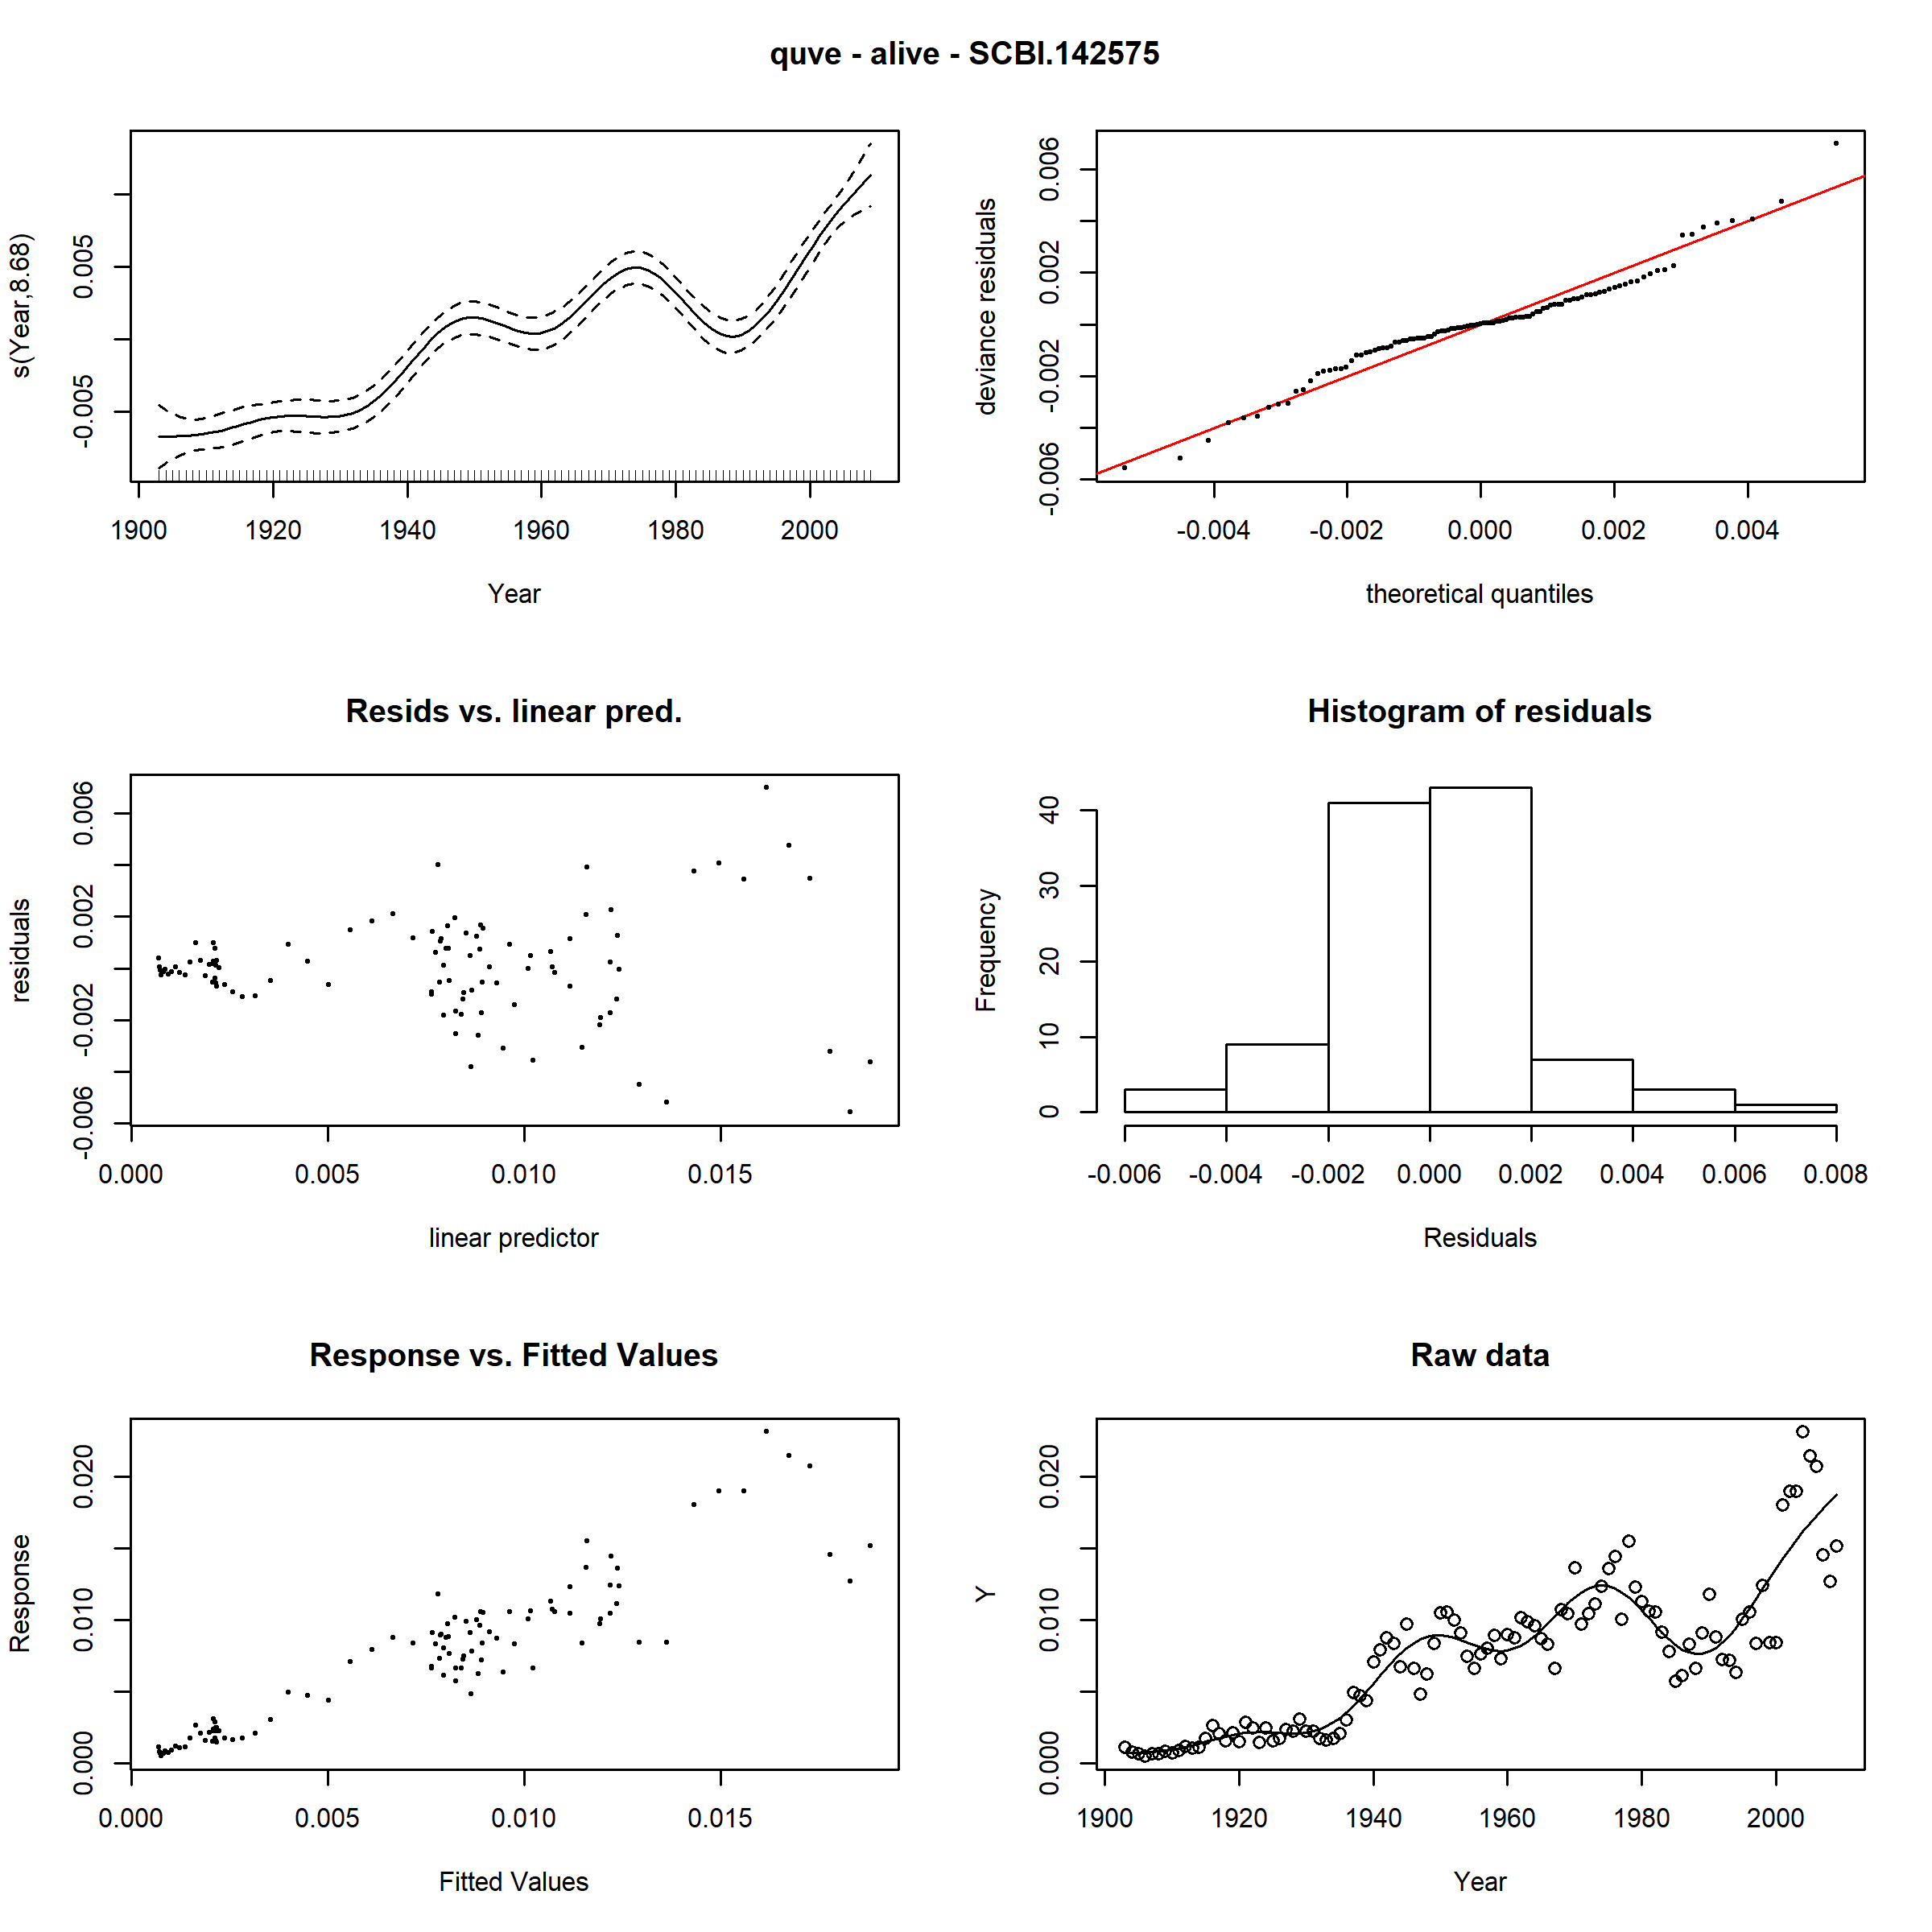 quve - alive - SCBI.142575
s(Year,8.68)
-0.005 0.005
1900 1920 1940 1960 1980 2000
Year
deviance residuals
-0.006 -0.002 0.002 0.006
-0.004 -0.002 0.000 0.002 0.004
theoretical quantiles
Resids vs. linear pred.
residuals
-0.006 -0.002 0.002 0.006
0.000 0.005 0.010 0.015
linear predictor
Histogram of residuals
Frequency
0 10 20 30 40
-0.006 -0.004 -0.002 0.000 0.002 0.004 0.006 0.008
Residuals
Response vs. Fitted Values
Response
0.000 0.010 0.020
0.000 0.005 0.010 0.015
Fitted Values
Raw data
Y
0.000 0.010 0.020
1900 1920 1940 1960 1980 2000
Year